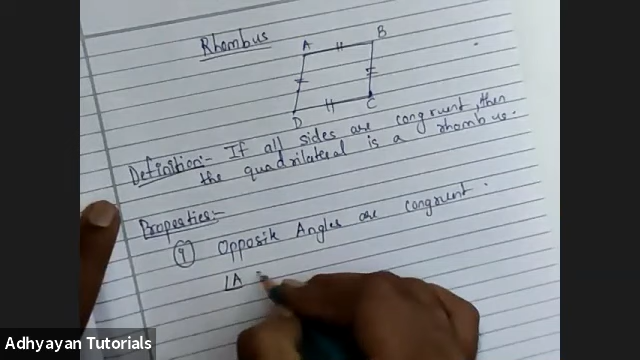 Rhombus
A
B
D
C
Definition:- If all sides are congruent, then
the quadrilateral is a rhombus.
Properties:-
① Opposite Angles are congruent.
∠A
Adhyayan Tutorials